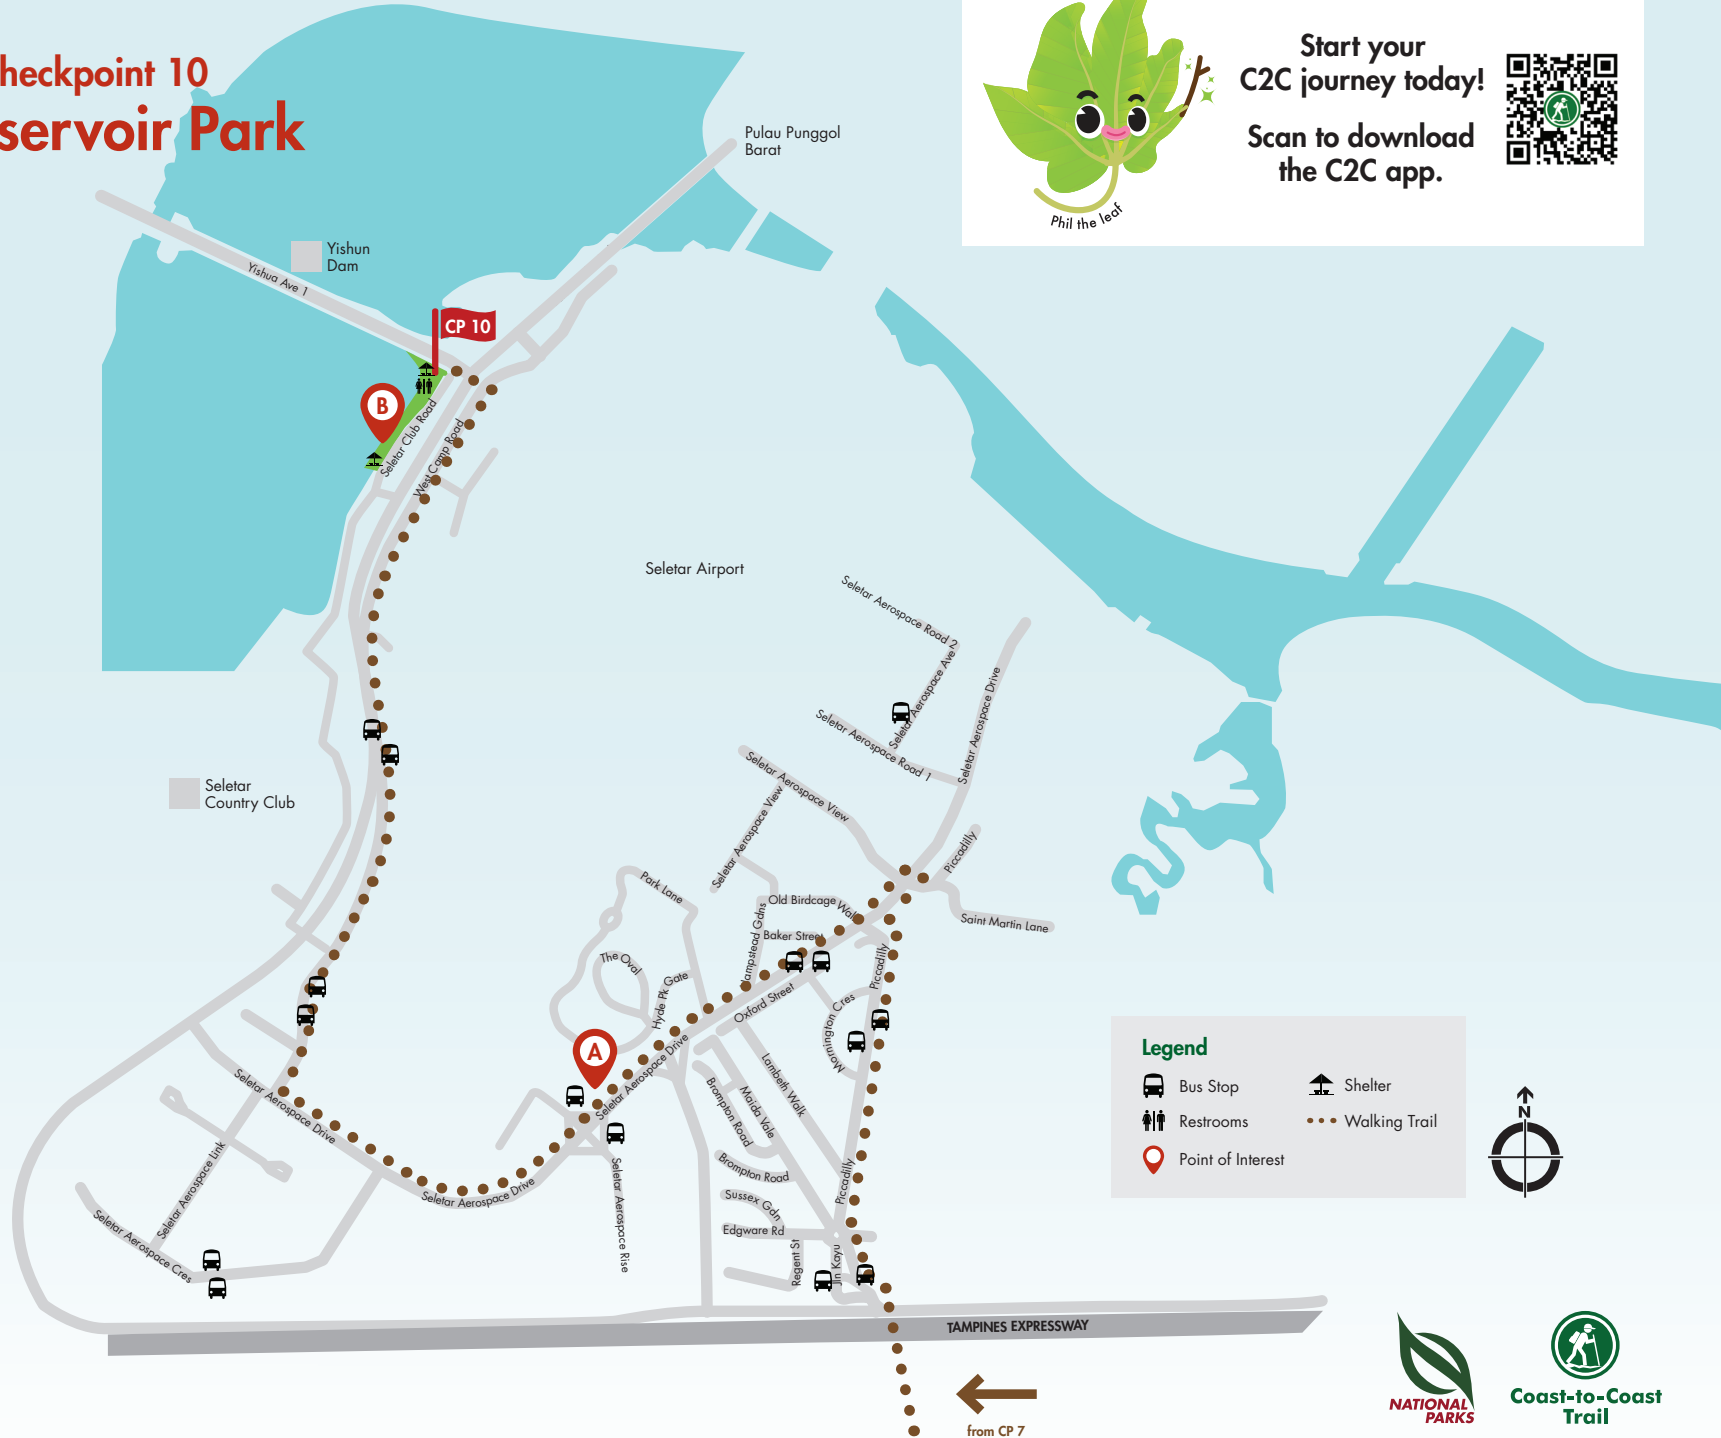 heckpoint 10
servoir Park
Start your
C2C journey today!
Scan to download
the C2C app.
Phil the leaf
Pulau Punggol
Barat
Yishun
Dam
Yishua Ave 1
CP 10
B
Seletar Club Road
West Camp Road
Seletar Airport
Seletar Aerospace Road 2
Seletar Aerospace Ave
Seletar Aerospace Drive
Seletar Aerospace Road 1
Seletar Aerospace View
Seletar Aerospace View
Seletar
Country Club
Piccadilly
Park Lane
Old Birdcage Walk
Saint Martin Lane
Hampstead Gdns
Baker Street
The Oval
Hyde Pk Gate
Piccadilly
Oxford Street
Mornington Cres
A
Seletar Aerospace Drive
Lambeth Walk
Maida Vale
Brompton Road
Seletar Aerospace Drive
Seletar Aerospace Link
Seletar Aerospace Drive
Seletar Aerospace Rise
Brompton Road
Piccadilly
Sussex Gdn
Edgware Rd
Regent St
Jln Kayu
Seletar Aerospace Cres
Legend
Bus Stop
Shelter
Restrooms
Walking Trail
Point of Interest
N
TAMPINES EXPRESSWAY
from CP 7
NATIONAL
PARKS
Coast-to-Coast
Trail